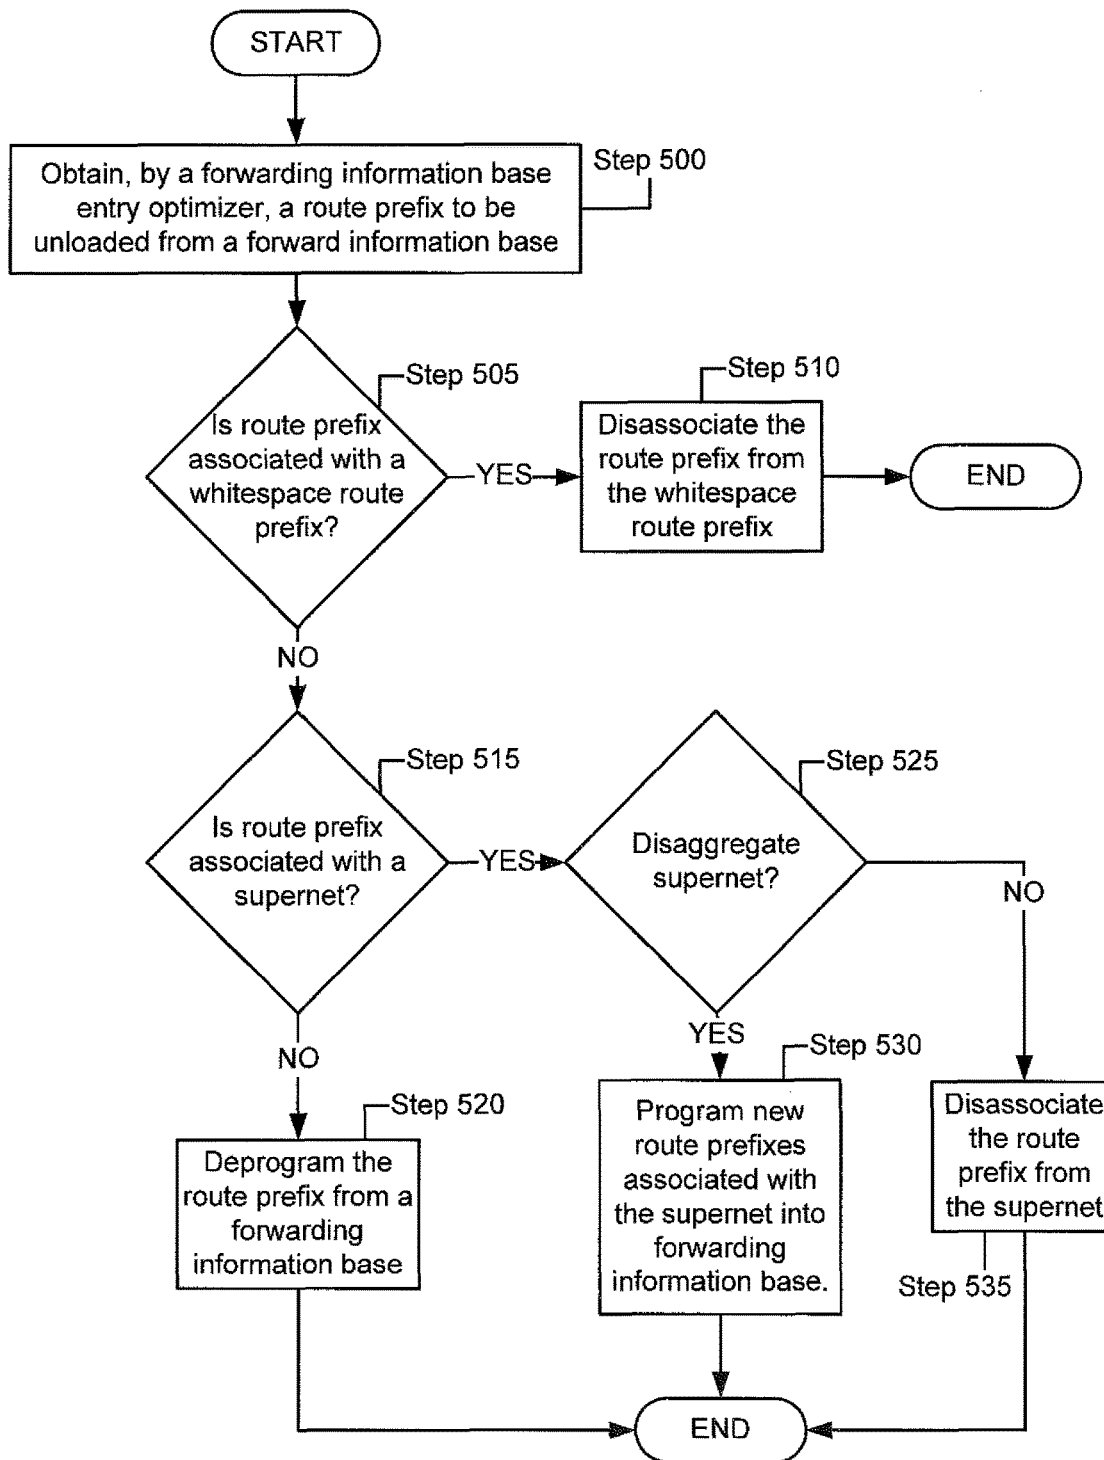 START
Step 500
Obtain, by a forwarding information base
entry optimizer, a route prefix to be
unloaded from a forward information base
Step 505
Is route prefix
associated with a
whitespace route
prefix?
YES
Step 510
Disassociate the
route prefix from
the whitespace
route prefix
END
NO
Step 515
Is route prefix
associated with a
supernet?
YES
Step 525
Disaggregate
supernet?
NO
YES
NO
Step 520
Deprogram the
route prefix from a
forwarding
information base
Step 530
Program new
route prefixes
associated with
the supernet into
forwarding
information base.
Disassociate
the route
prefix from
the supernet
Step 535
END